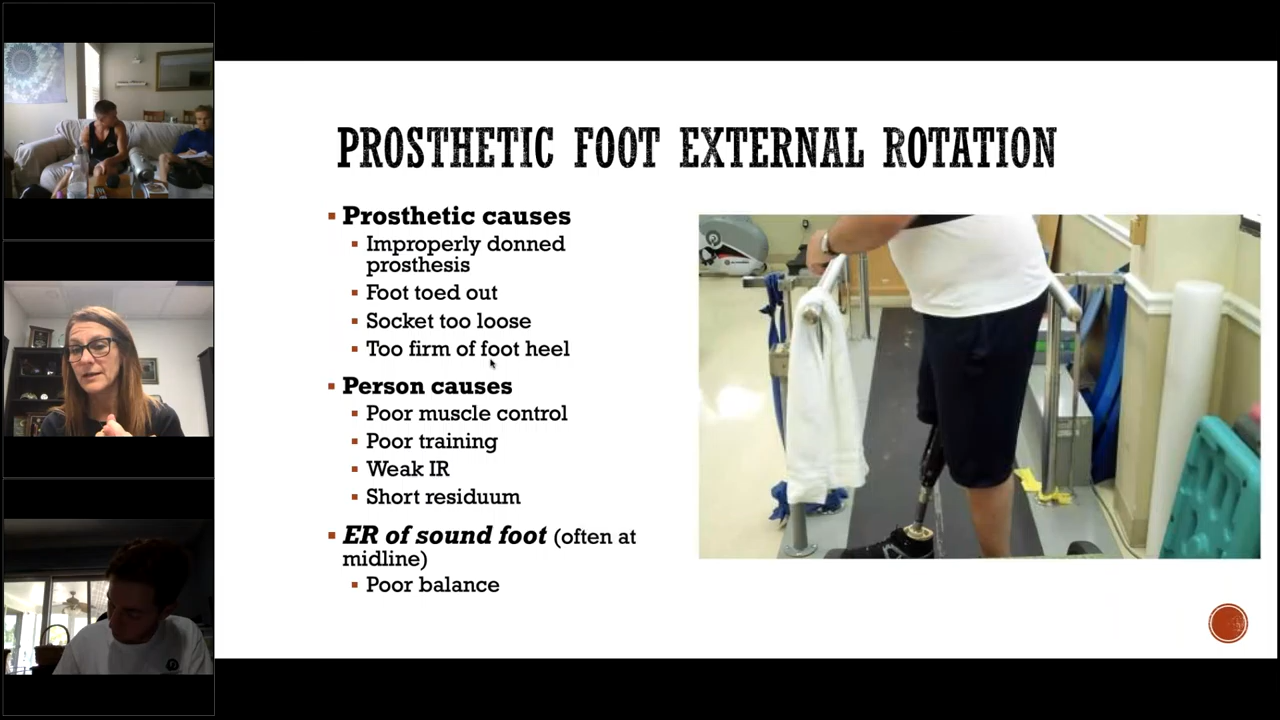 PROSTHETIC FOOT EXTERNAL ROTATION
Prosthetic causes
Improperly donned
prosthesis
Foot toed out
Socket too loose
Too firm of foot heel
Person causes
Poor muscle control
Poor training
Weak IR
Short residuum
ER of sound foot (often at
midline)
Poor balance